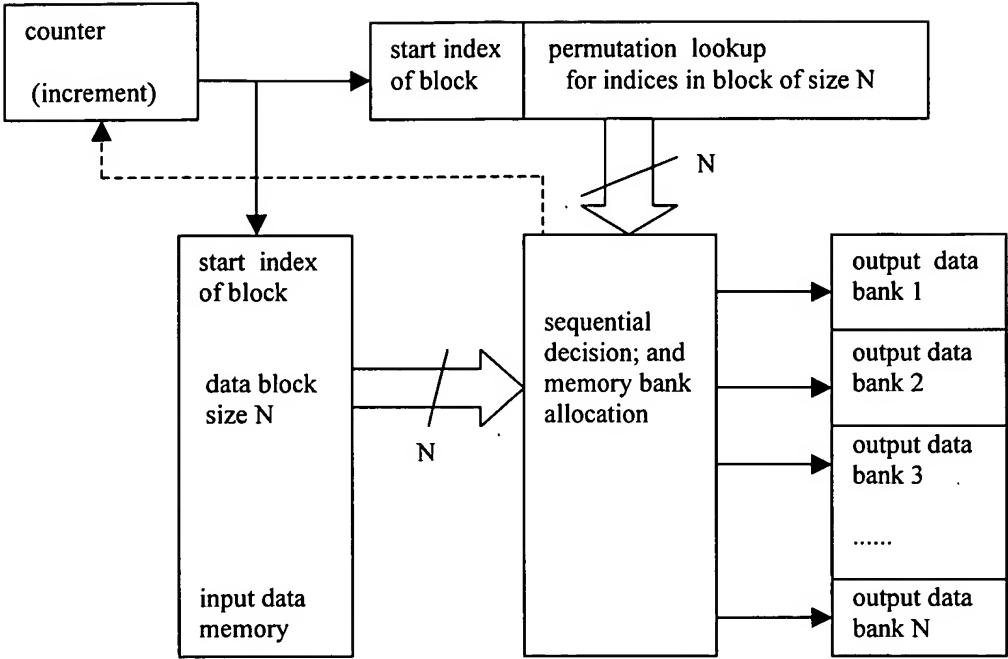 counter
(increment)
start index
of block
permutation lookup
for indices in block of size N
N
start index
of block
data block
size N
input data
memory
N
sequential
decision; and
memory bank
allocation
output data
bank 1
output data
bank 2
output data
bank 3
......
output data
bank N